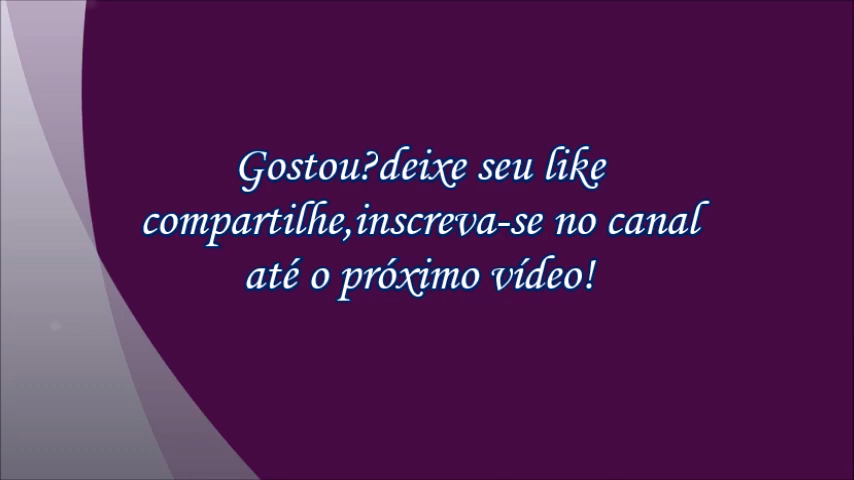 Gostou?deixe seu like
compartilhe,inscreva-se no canal
até o próximo vídeo!